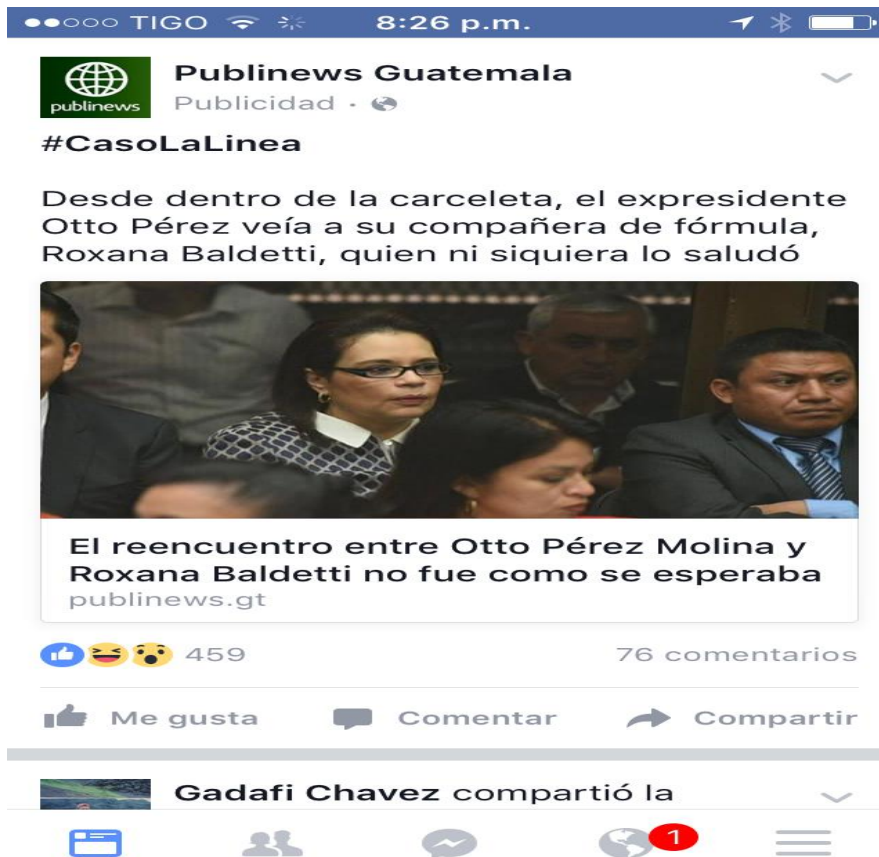 TIGO 8:26 p.m.
publinews
Publinews Guatemala
Publicidad ·
#CasoLaLinea
Desde dentro de la carceleta, el expresidente
Otto Pérez veía a su compañera de fórmula,
Roxana Baldetti, quien ni siquiera lo saludó
El reencuentro entre Otto Pérez Molina y
Roxana Baldetti no fue como se esperaba
publinews.gt
459 76 comentarios
Me gusta Comentar Compartir
Gadafi Chavez compartió la
1